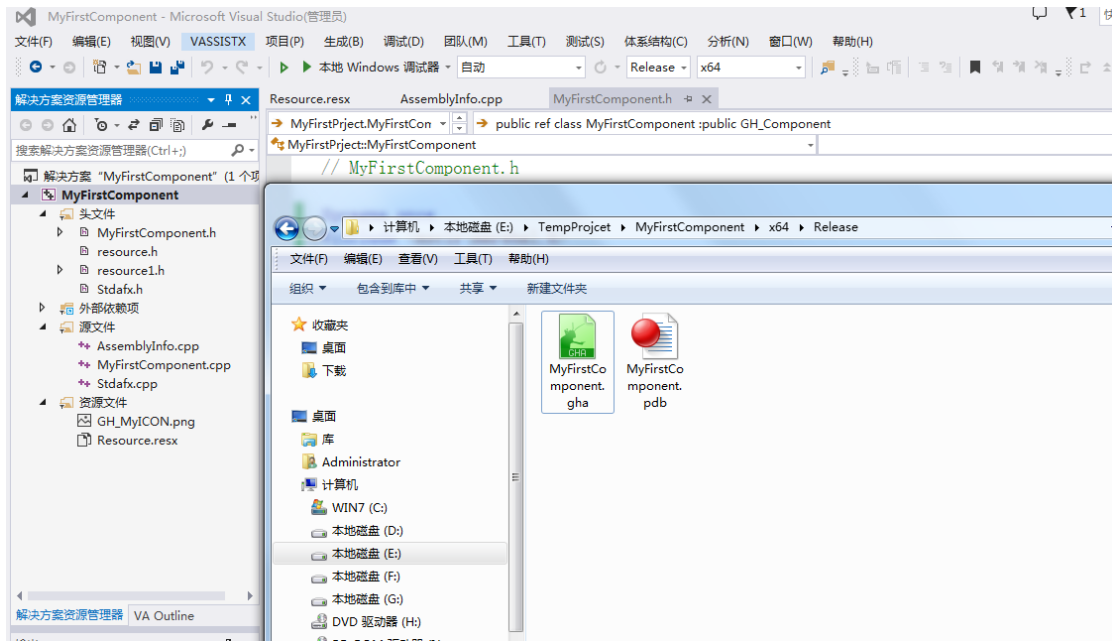 MyFirstComponent - Microsoft Visual Studio(管理员)
1
文件(F) 编辑(E) 视图(V) VASSISTX 项目(P) 生成(B) 调试(D) 团队(M) 工具(T) 测试(S) 体系结构(C) 分析(N) 窗口(W) 帮助(H)
本地 Windows 调试器 自动 Release x64
解决方案资源管理器
搜索解决方案资源管理器(Ctrl+;)
解决方案 "MyFirstComponent" (1 个项
MyFirstComponent
头文件
MyFirstComponent.h
resource.h
resource1.h
Stdafx.h
外部依赖项
源文件
AssemblyInfo.cpp
MyFirstComponent.cpp
Stdafx.cpp
资源文件
GH_MyICON.png
Resource.resx
解决方案资源管理器 VA Outline
Resource.resx AssemblyInfo.cpp MyFirstComponent.h
MyFirstPrject.MyFirstCon public ref class MyFirstComponent :public GH_Component
MyFirstPrject::MyFirstComponent
// MyFirstComponent.h
计算机 本地磁盘 (E:) TempProjcet MyFirstComponent x64 Release
文件(F) 编辑(E) 查看(V) 工具(T) 帮助(H)
组织 包含到库中 共享 新建文件夹
收藏夹
桌面
下载
桌面
库
Administrator
计算机
WIN7 (C:)
本地磁盘 (D:)
本地磁盘 (E:)
本地磁盘 (F:)
本地磁盘 (G:)
DVD 驱动器 (H:)
GHA
MyFirstCo
mponent.
gha
MyFirstCo
mponent.
pdb